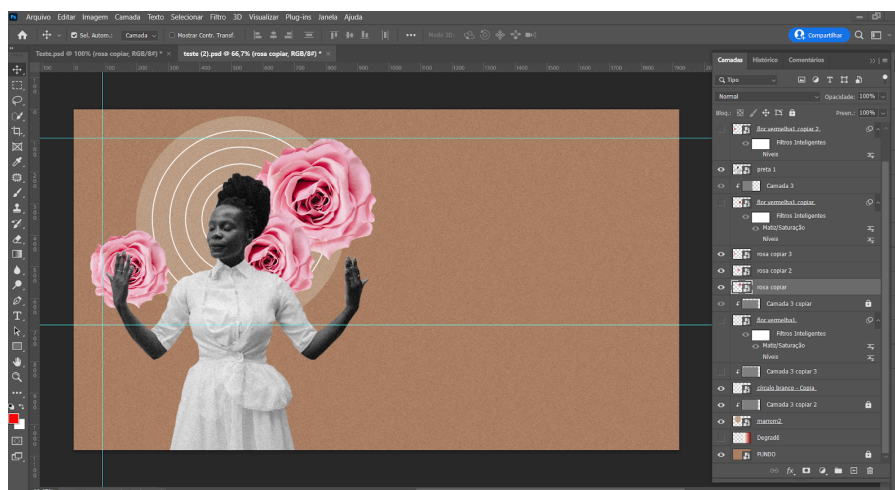 Ps Arquivo Editar Imagem Camada Texto Selecionar Filtro 3D Visualizar Plug-ins Janela Ajuda
Sel. Autom.: Camada Mostrar Contr. Transf. Modo 3D: Compartilhar
Teste.psd @ 100% (rosa copiar, RGB/8#) * × teste (2).psd @ 66,7% (rosa copiar, RGB/8#) * ×
Camadas Histórico Comentários
Tipo
Normal Opacidade: 100%
Bloq.: Preen.: 100%
flor vermelha1 copiar 2
Filtros Inteligentes
Níveis
preta 1
Camada 3
flor vermelha1 copiar
Filtros Inteligentes
Matiz/Saturação
Níveis
rosa copiar 3
rosa copiar 2
rosa copiar
Camada 3 copiar
flor vermelha1
Filtros Inteligentes
Matiz/Saturação
Níveis
Camada 3 copiar 3
círculo branco - Copia
Camada 3 copiar 2
marrom2
Degradê
FUNDO
fx